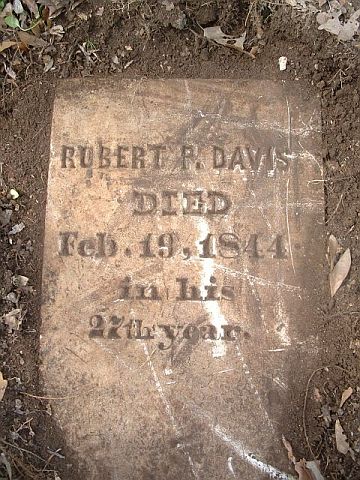 ROBERT P. DAVIS
DIED
Feb. 19, 1844
in his
27th year.